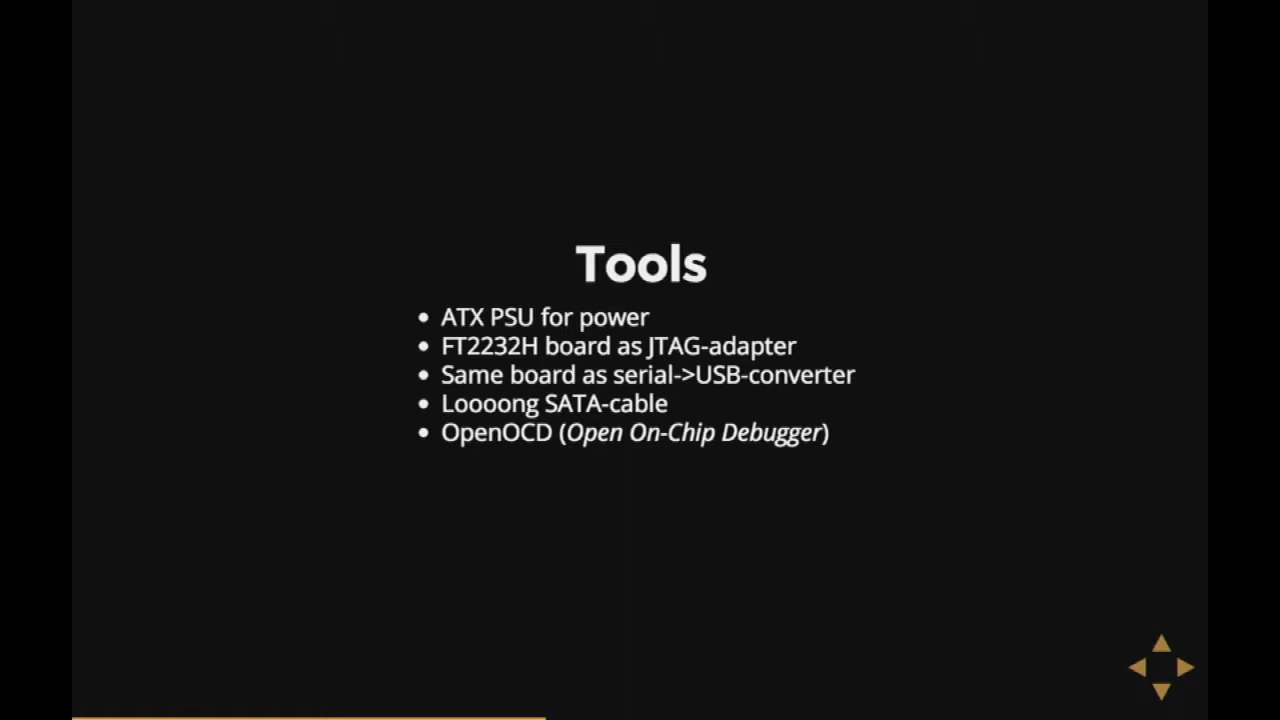 Tools
• ATX PSU for power
• FT2232H board as JTAG-adapter
• Same board as serial->USB-converter
• Loooong SATA-cable
• OpenOCD (Open On-Chip Debugger)